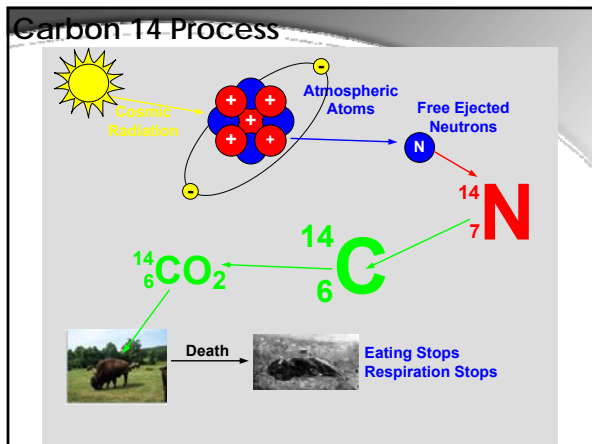 Carbon 14 Process
Cosmic
Radiation
+
+
+
+
+
-
-
Atmospheric
Atoms
Free Ejected
Neutrons
N
14
7 N
14
6 C
14
6 CO2
Death
Eating Stops
Respiration Stops